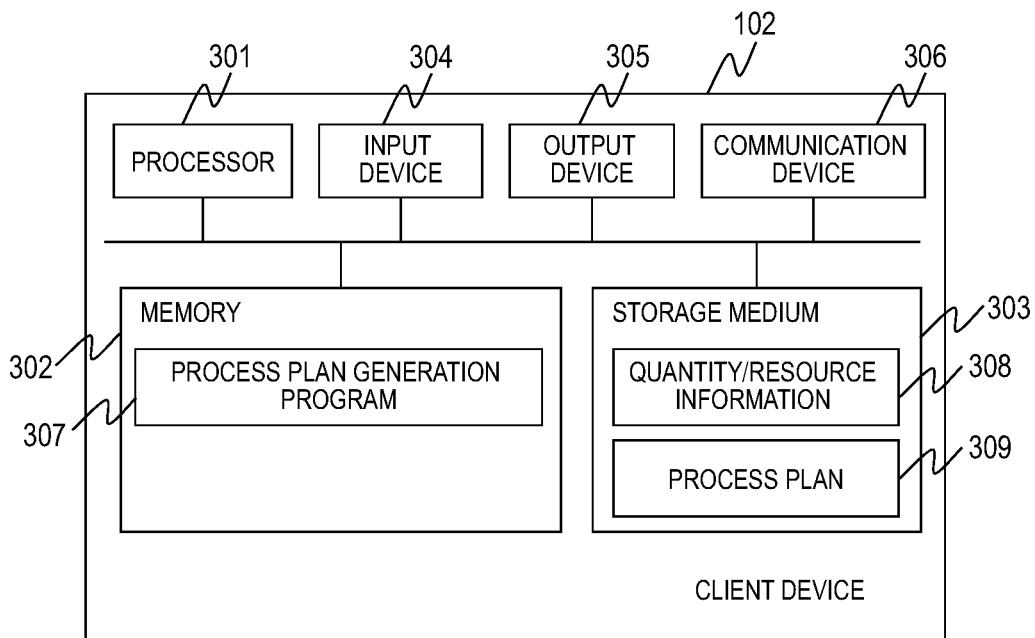 102
301
304
305
306
PROCESSOR
INPUT
DEVICE
OUTPUT
DEVICE
COMMUNICATION
DEVICE
MEMORY
302
PROCESS PLAN GENERATION
PROGRAM
307
STORAGE MEDIUM
303
QUANTITY/RESOURCE
INFORMATION
308
PROCESS PLAN
309
CLIENT DEVICE